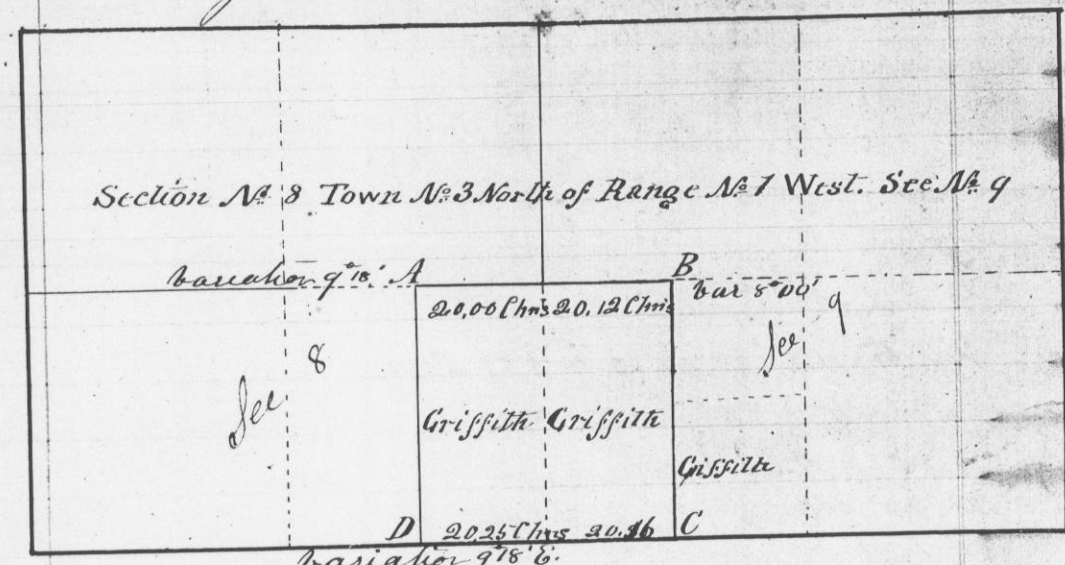 Section No 8 Town No 3 North of Range No 1 West. Sec No 9
variation 9°18' A
B
var 8°00'
20,00 Chns 20.12 Chns
Sec 8
Sec 9
Griffith Griffith
Giffith
D 20.25 Chns 20.16 C
variation 9°18' E.